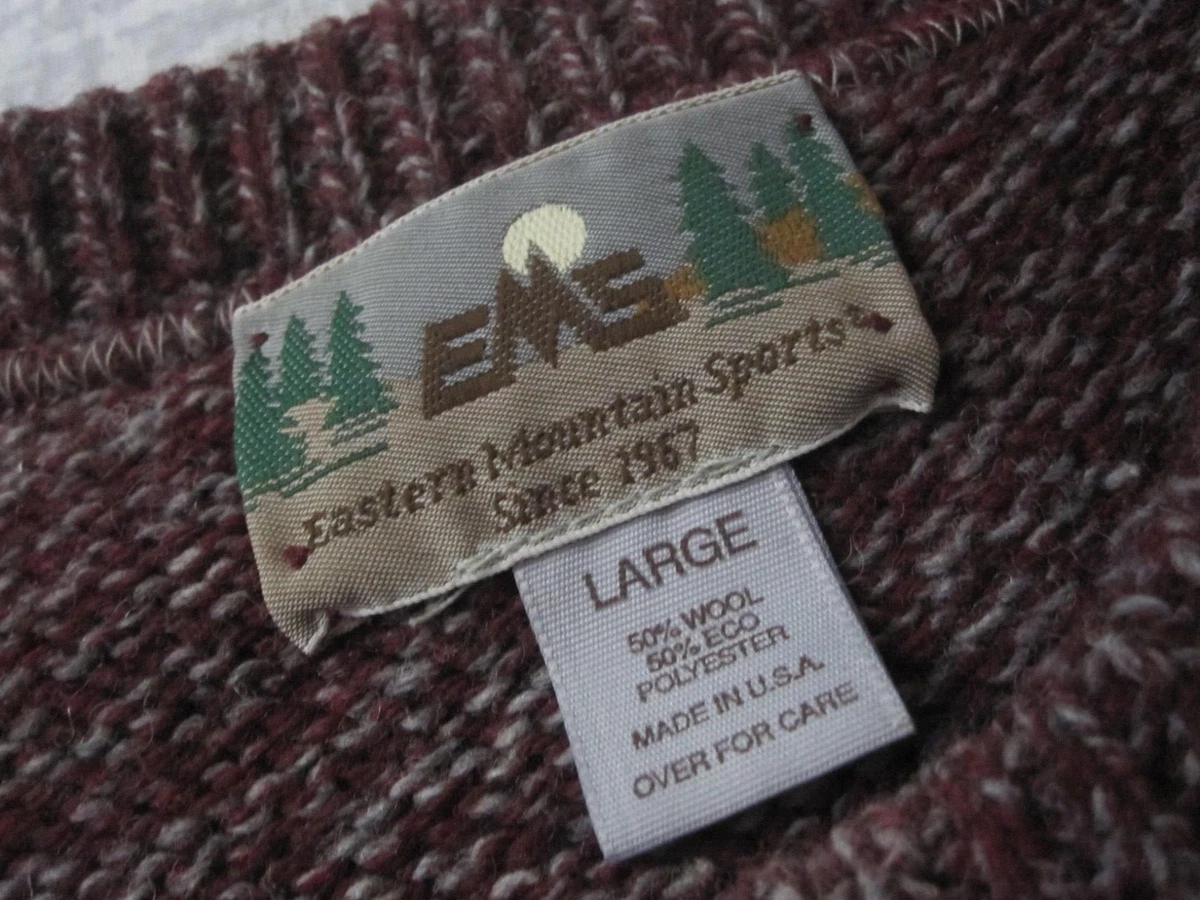 EMS
Eastern Mountain Sports®
Since 1967
LARGE
50% WOOL
50% ECO
POLYESTER
MADE IN U.S.A.
OVER FOR CARE